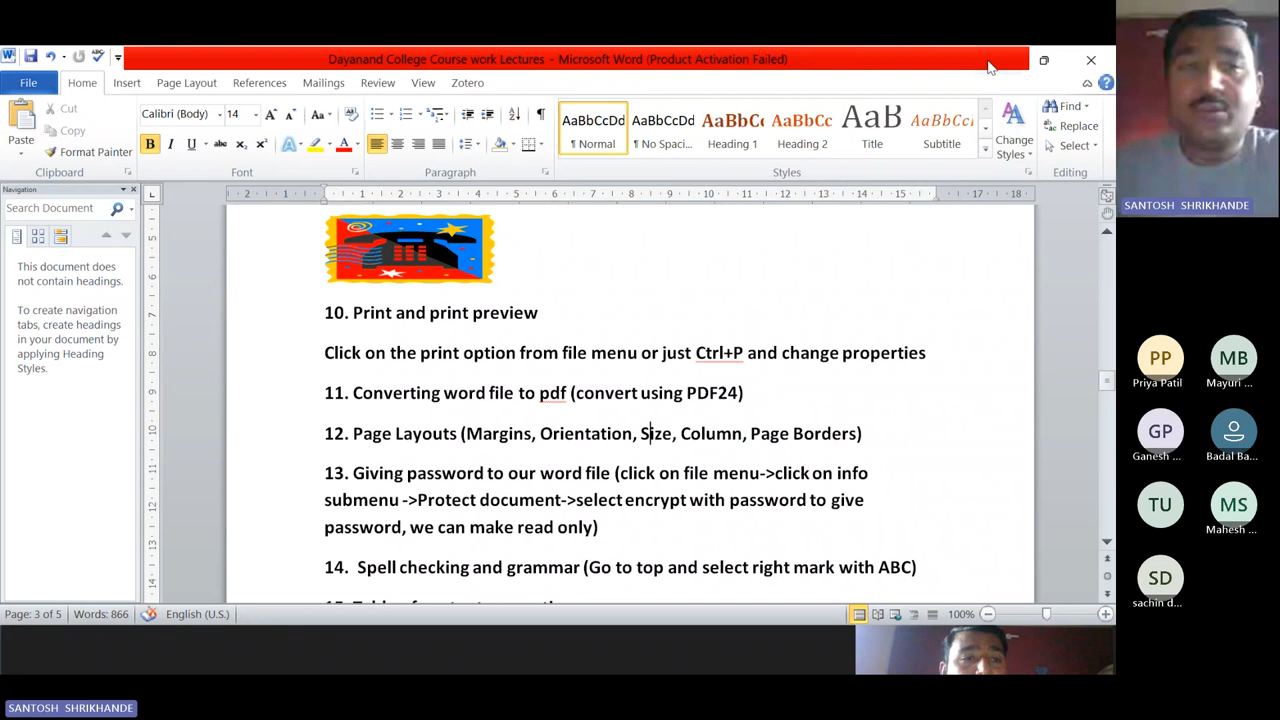 Dayanand College Course work Lectures - Microsoft Word (Product Activation Failed)
File Home Insert Page Layout References Mailings Review View Zotero
Paste
Cut
Copy
Format Painter
Clipboard
Calibri (Body) 14
Font
Paragraph
AaBbCcDd
¶ Normal
AaBbCcDd
¶ No Spaci...
AaBbCc
Heading 1
AaBbCc
Heading 2
AaB
Title
AaBbCcI
Subtitle
Change
Styles
Styles
Find
Replace
Select
Editing
Navigation
Search Document
This document does
not contain headings.
To create navigation
tabs, create headings
in your document by
applying Heading
Styles.
10. Print and print preview
Click on the print option from file menu or just Ctrl+P and change properties
11. Converting word file to pdf (convert using PDF24)
12. Page Layouts (Margins, Orientation, Size, Column, Page Borders)
13. Giving password to our word file (click on file menu->click on info
submenu ->Protect document->select encrypt with password to give
password, we can make read only)
14. Spell checking and grammar (Go to top and select right mark with ABC)
Page: 3 of 5 Words: 866 English (U.S.) 100%
SANTOSH SHRIKHANDE
PP
Priya Patil
MB
Mayuri ...
GP
Ganesh ...
Badal Ba...
TU
MS
Mahesh ...
SD
sachin d...
SANTOSH SHRIKHANDE